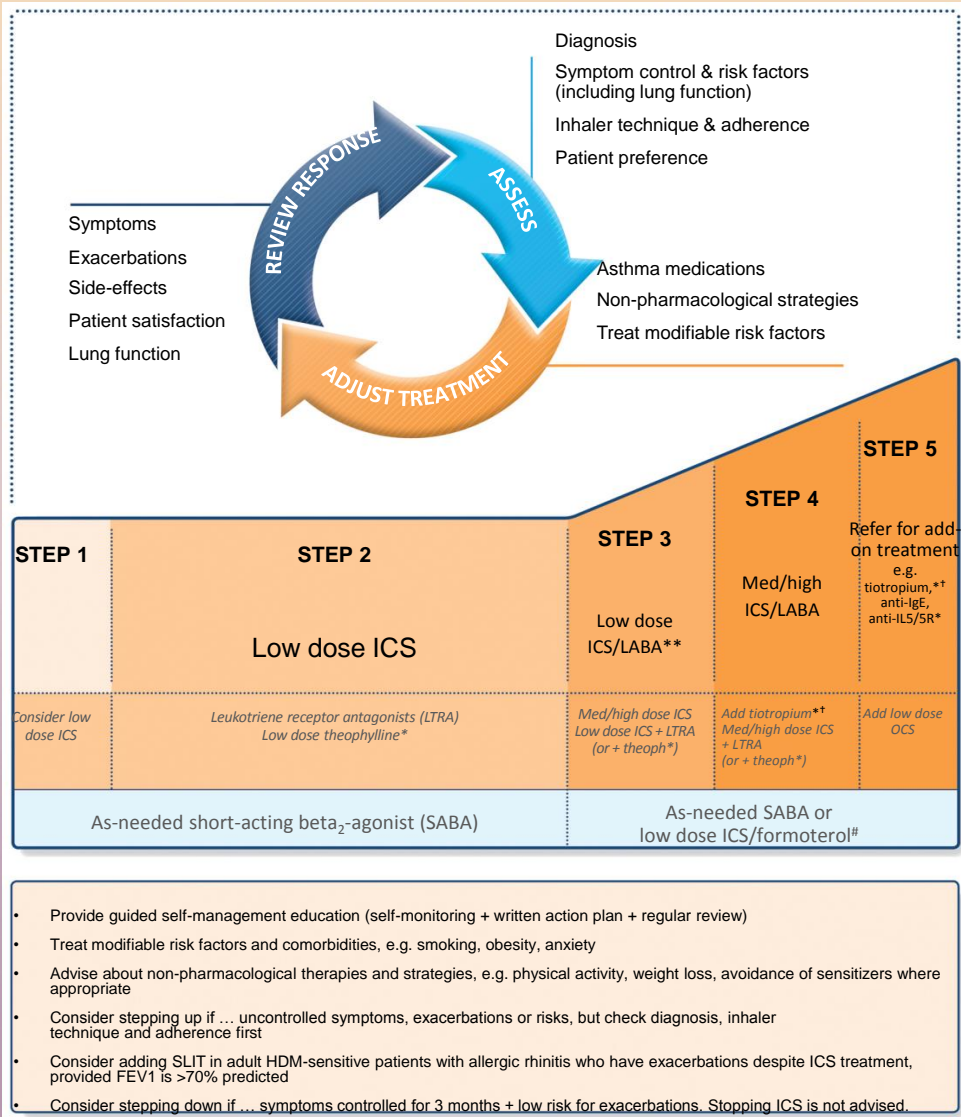 Diagnosis
Symptom control & risk factors
(including lung function)
Inhaler technique & adherence
Patient preference
REVIEW RESPONSE
ASSESS
ADJUST TREATMENT
Symptoms
Exacerbations
Side-effects
Patient satisfaction
Lung function
Asthma medications
Non-pharmacological strategies
Treat modifiable risk factors
STEP 1
STEP 2
Low dose ICS
STEP 3
Low dose
ICS/LABA**
STEP 4
Med/high
ICS/LABA
STEP 5
Refer for add-
on treatment
e.g.
tiotropium,*†
anti-IgE,
anti-IL5/5R*
Consider low
dose ICS
Leukotriene receptor antagonists (LTRA)
Low dose theophylline*
Med/high dose ICS
Low dose ICS + LTRA
(or + theoph*)
Add tiotropium*†
Med/high dose ICS
+ LTRA
(or + theoph*)
Add low dose
OCS
As-needed short-acting beta₂-agonist (SABA)
As-needed SABA or
low dose ICS/formoterol#
• Provide guided self-management education (self-monitoring + written action plan + regular review)
• Treat modifiable risk factors and comorbidities, e.g. smoking, obesity, anxiety
• Advise about non-pharmacological therapies and strategies, e.g. physical activity, weight loss, avoidance of sensitizers where
appropriate
• Consider stepping up if … uncontrolled symptoms, exacerbations or risks, but check diagnosis, inhaler
technique and adherence first
• Consider adding SLIT in adult HDM-sensitive patients with allergic rhinitis who have exacerbations despite ICS treatment,
provided FEV1 is >70% predicted
• Consider stepping down if … symptoms controlled for 3 months + low risk for exacerbations. Stopping ICS is not advised.